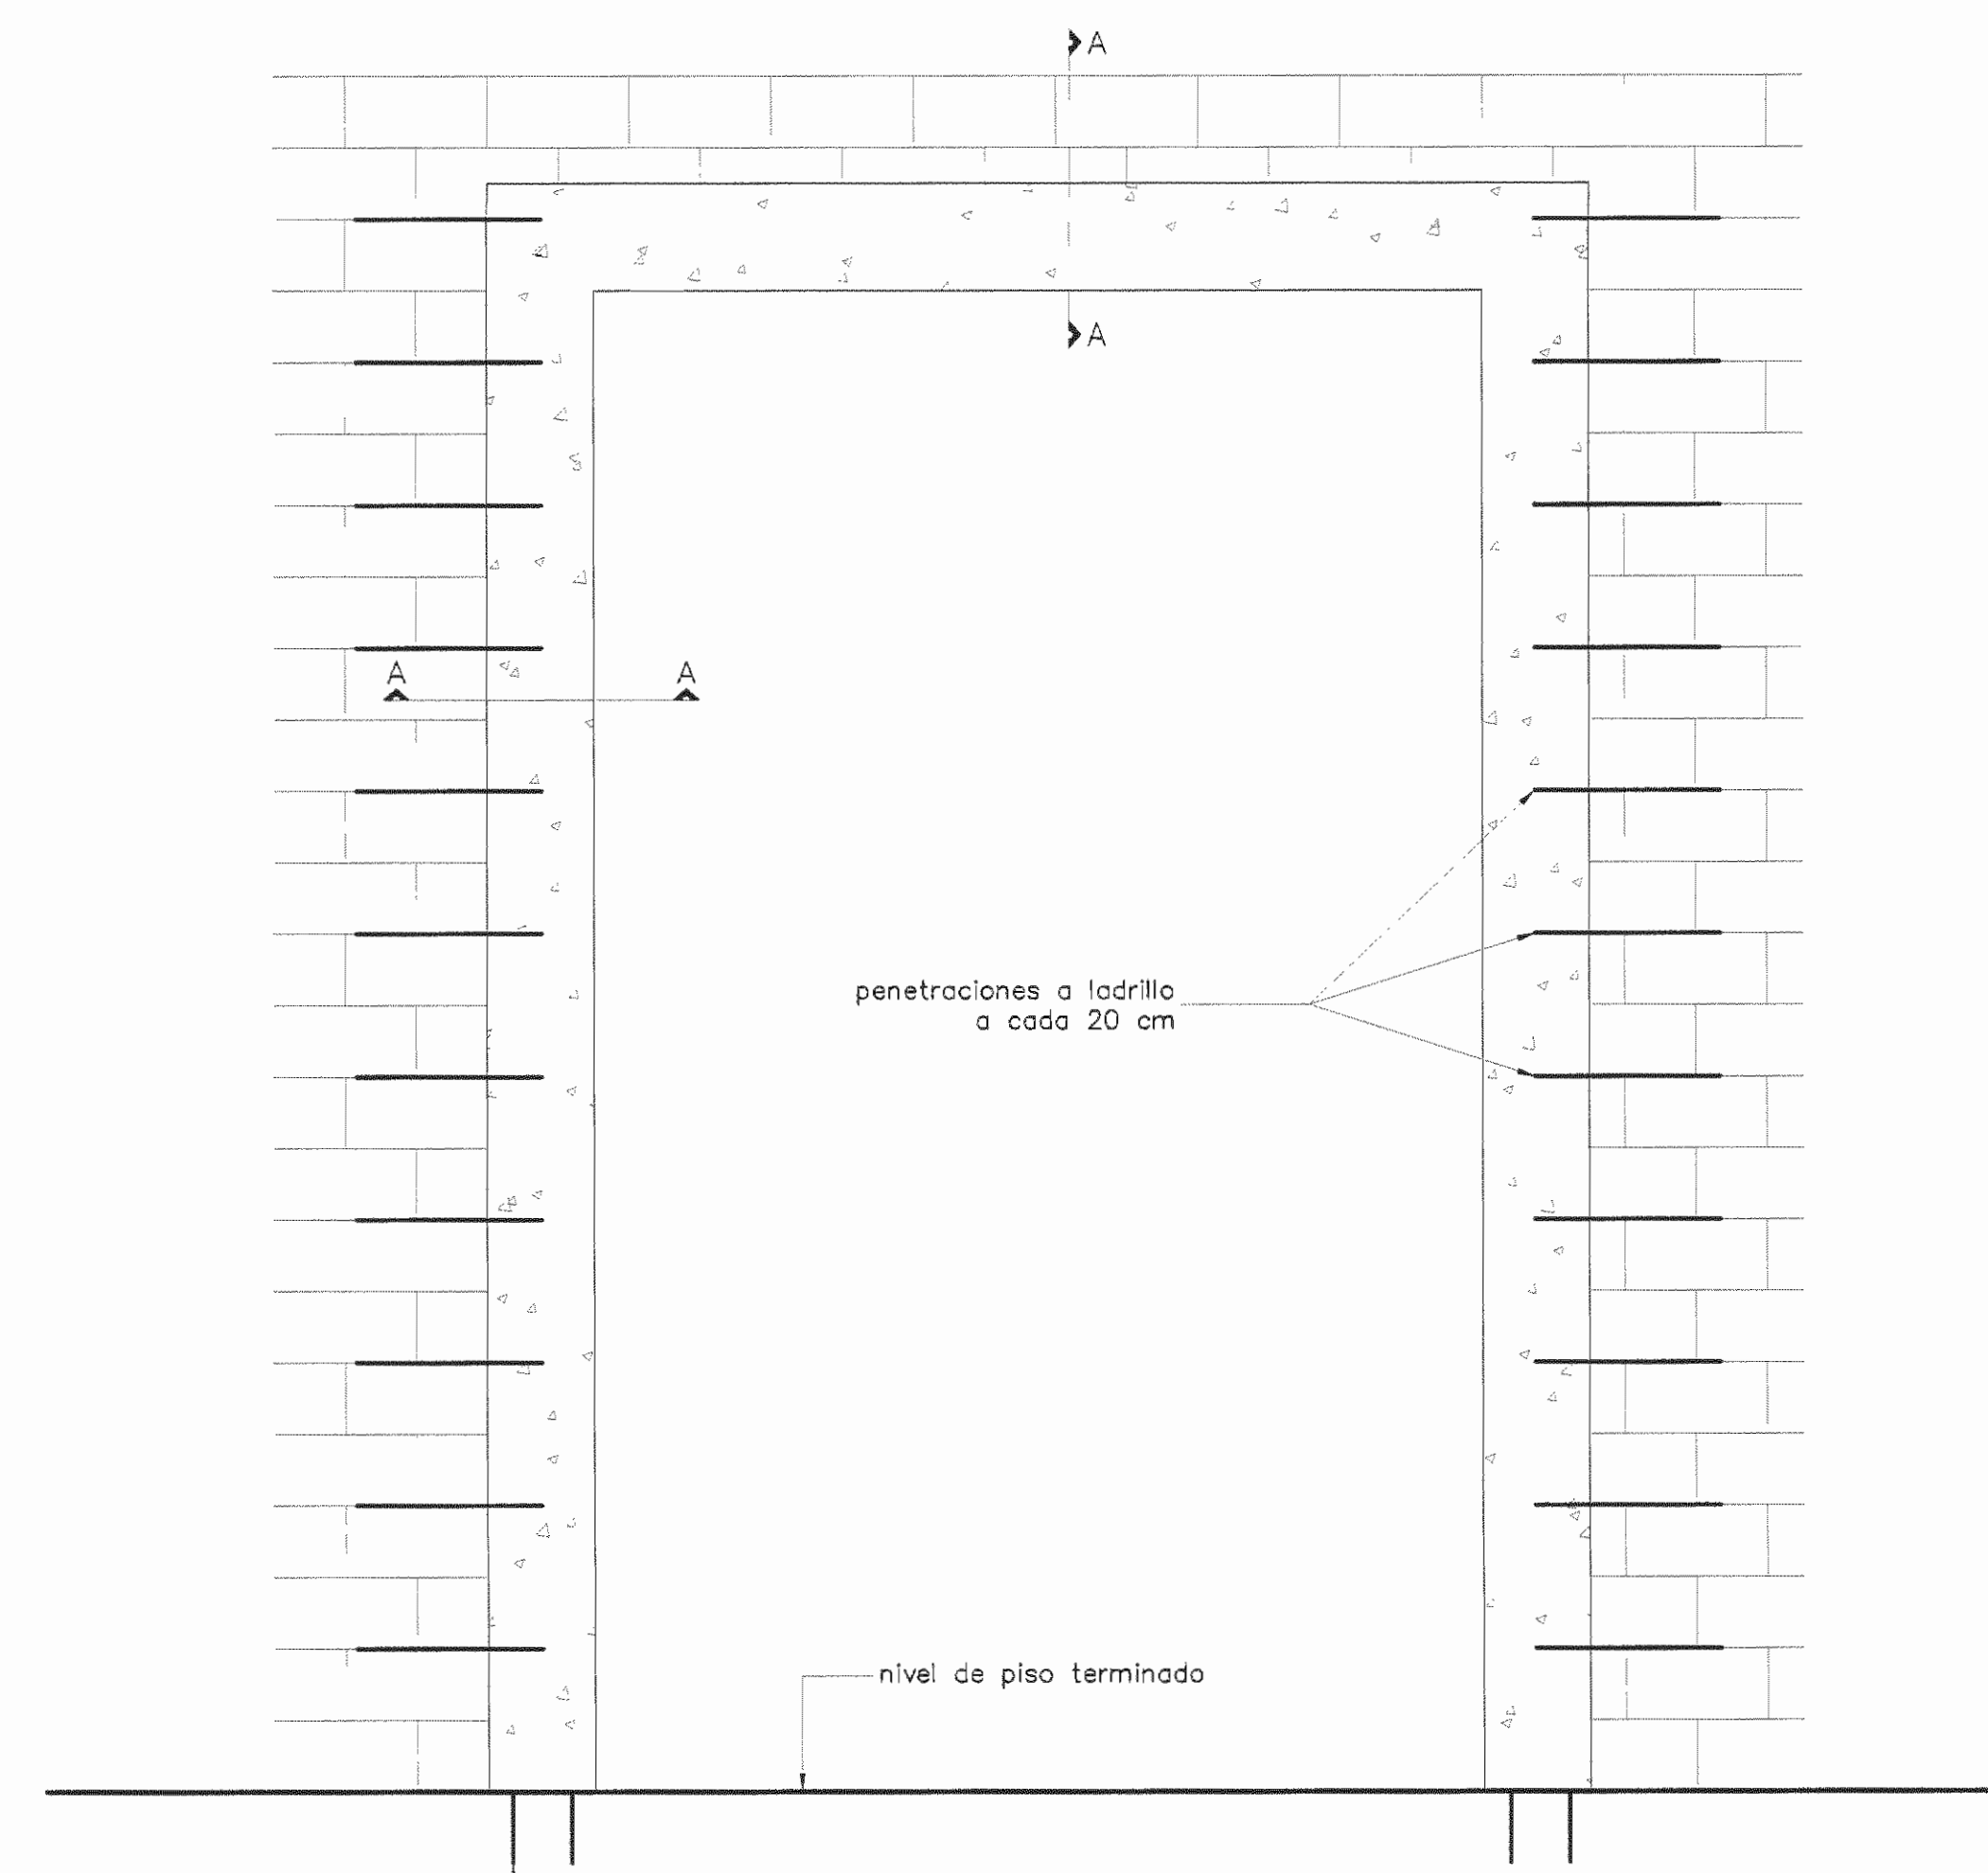 A
A
A A
penetraciones a ladrillo
a cada 20 cm
nivel de piso terminado